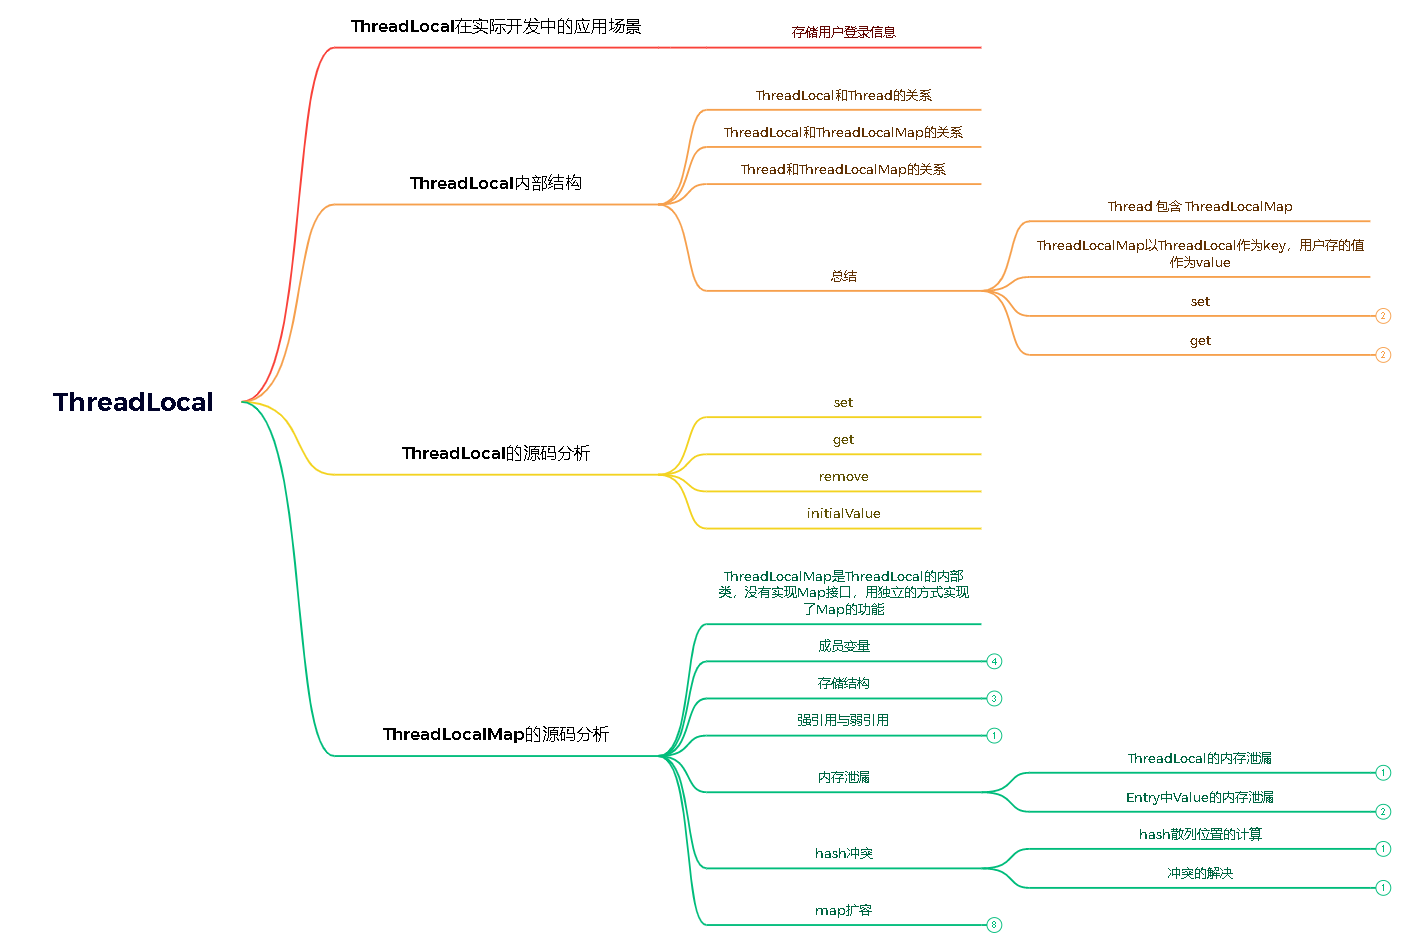 ThreadLocal
ThreadLocal在实际开发中的应用场景
存储用户登录信息
ThreadLocal内部结构
ThreadLocal和Thread的关系
ThreadLocal和ThreadLocalMap的关系
Thread和ThreadLocalMap的关系
总结
Thread 包含 ThreadLocalMap
ThreadLocalMap以ThreadLocal作为key，用户存的值
作为value
set
2
get
2
ThreadLocal的源码分析
set
get
remove
initialValue
ThreadLocalMap的源码分析
ThreadLocalMap是ThreadLocal的内部
类，没有实现Map接口，用独立的方式实现
了Map的功能
成员变量
4
存储结构
3
强引用与弱引用
1
内存泄漏
ThreadLocal的内存泄漏
1
Entry中Value的内存泄漏
2
hash冲突
hash散列位置的计算
1
冲突的解决
1
map扩容
8